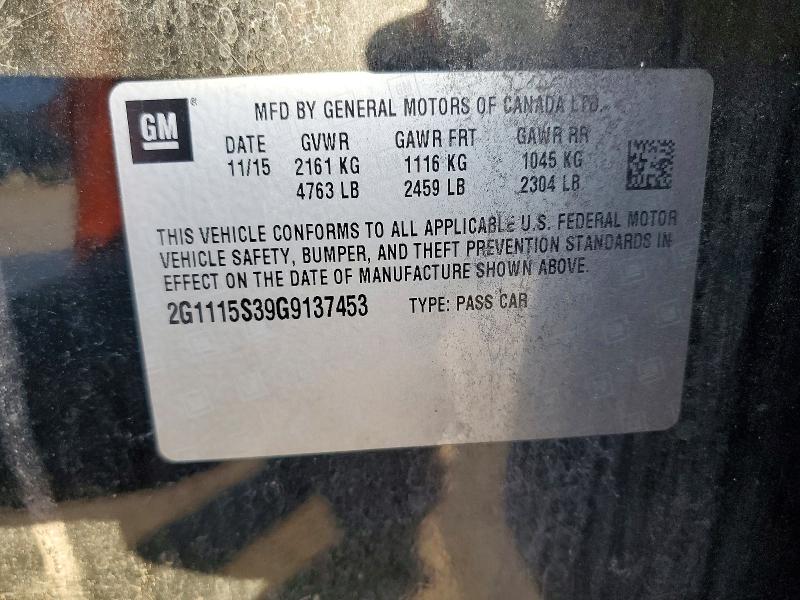 GM
MFD BY GENERAL MOTORS OF CANADA LTD.
DATE GVWR GAWR FRT GAWR RR
11/15 2161 KG 1116 KG 1045 KG
4763 LB 2459 LB 2304 LB
THIS VEHICLE CONFORMS TO ALL APPLICABLE U.S. FEDERAL MOTOR
VEHICLE SAFETY, BUMPER, AND THEFT PREVENTION STANDARDS IN
EFFECT ON THE DATE OF MANUFACTURE SHOWN ABOVE.
2G1115S39G9137453 TYPE: PASS CAR